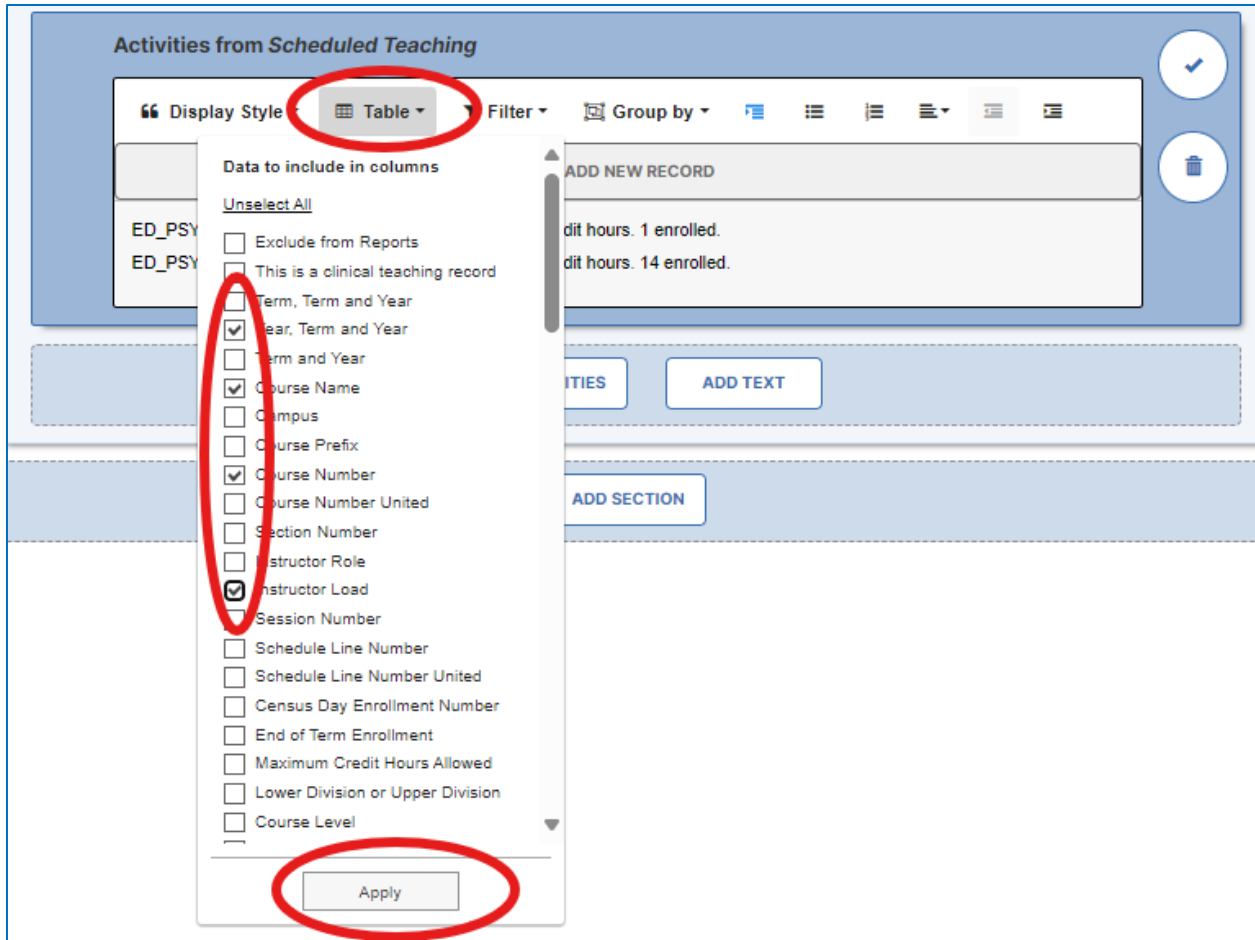 Activities from Scheduled Teaching
Display Style Table Filter Group by
Data to include in columns
ADD NEW RECORD
Unselect All
ED_PSY dit hours. 1 enrolled.
Exclude from Reports
ED_PSY dit hours. 14 enrolled.
This is a clinical teaching record
Term, Term and Year
Year, Term and Year
Term and Year
ITIES ADD TEXT
Course Name
Campus
Course Prefix
Course Number
Course Number United
ADD SECTION
Section Number
Instructor Role
Instructor Load
Session Number
Schedule Line Number
Schedule Line Number United
Census Day Enrollment Number
End of Term Enrollment
Maximum Credit Hours Allowed
Lower Division or Upper Division
Course Level
Apply